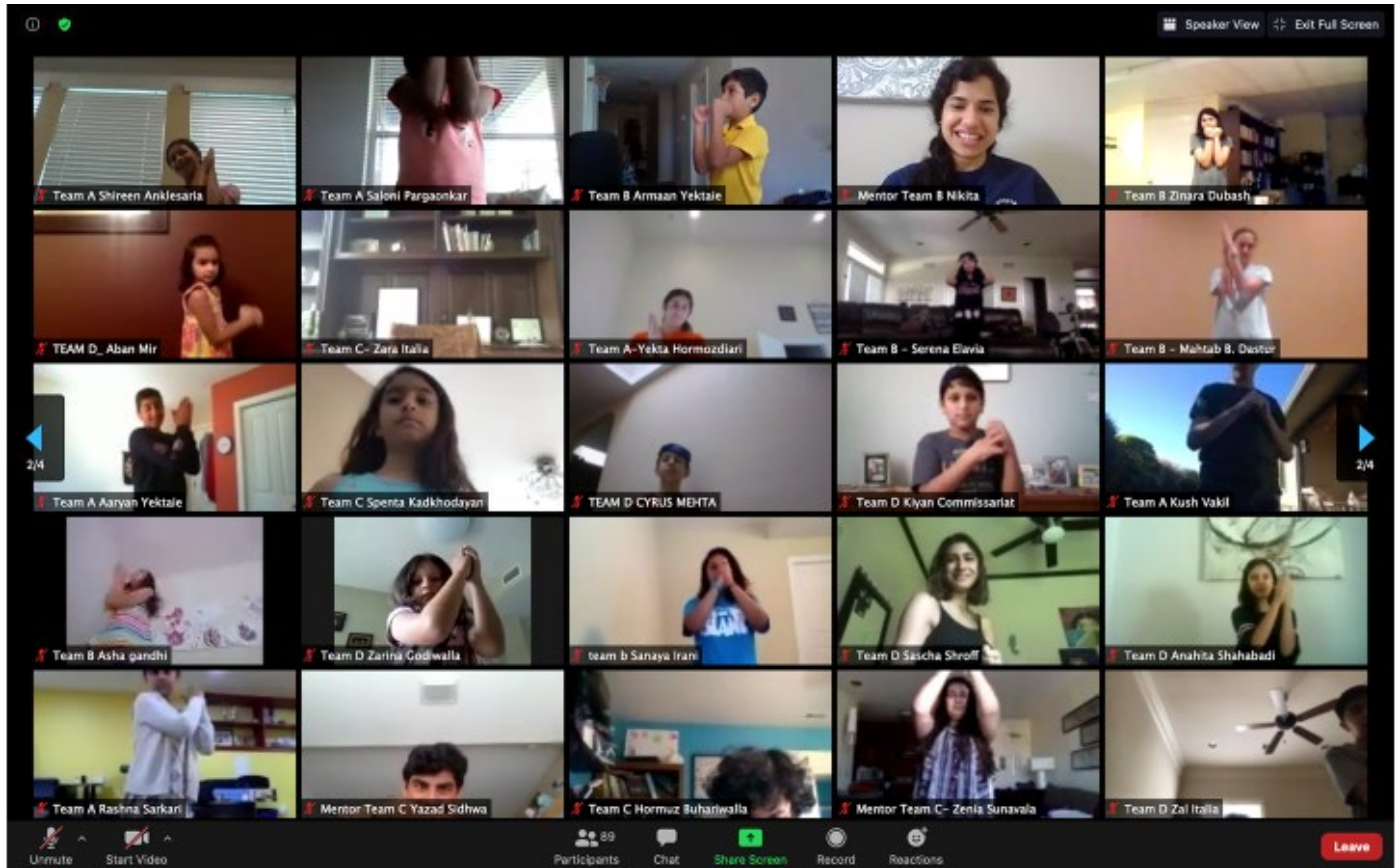 Speaker View
Exit Full Screen
Team A Shireen Anklesaria
Team A Saloni Pargaonkar
Team B Armaan Yektaie
Mentor Team B Nikita
Team B Zinara Dubash
TEAM D_ Aban Mir
Team C- Zara Italia
Team A-Yekta Hormozdiari
Team B - Serena Elavia
Team B - Mahtab B. Dastur
2/4
2/4
Team A Aaryan Yektaie
Team C Spenta Kadkhodayan
TEAM D CYRUS MEHTA
Team D Kiyan Commissariat
Team A Kush Vakil
Team B Asha gandhi
Team D Zarina Godiwalla
team b Sanaya Irani
Team D Sascha Shroff
Team D Anahita Shahabadi
Team A Rashna Sarkari
Mentor Team C Yazad Sidhwa
Team C Hormuz Buhariwalla
Mentor Team C- Zenia Sunavala
Team D Zal Italia
89
Unmute
Start Video
Participants
Chat
Share Screen
Record
Reactions
Leave